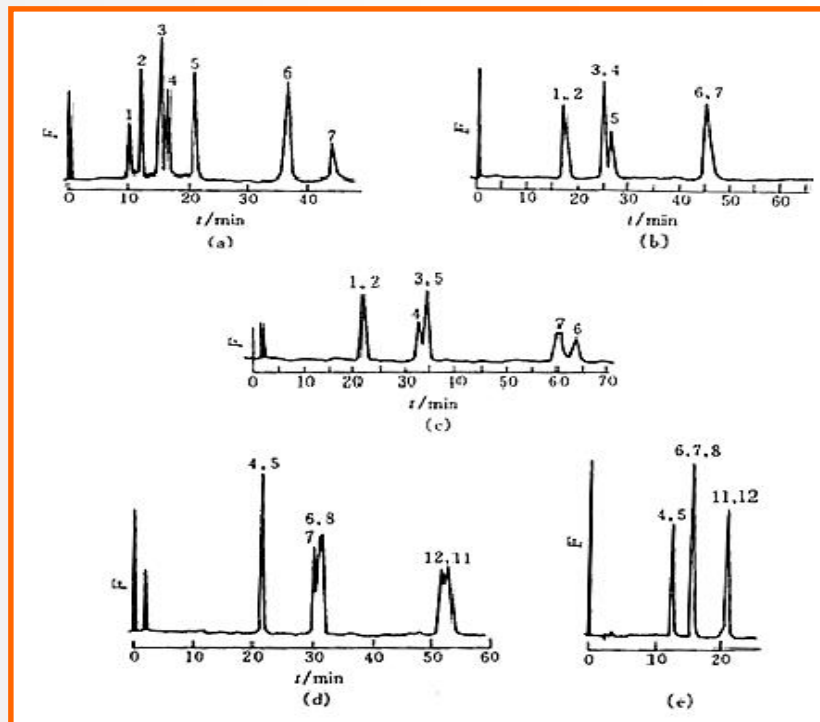 3
2
4
5
6
1
7
F
0 10 20 30 40
t/min
(a)
3.4
1.2
6.7
5
F
0 10 20 30 40 50 60
t/min
(b)
3.5
1.2
4
7
6
0 10 20 30 40 50 60 70
t/min
(c)
4.5
6.8
7
12.11
F
0 10 20 30 40 50 60
t/min
(d)
6.7.8
11.12
4.5
F
0 10 20
(e)